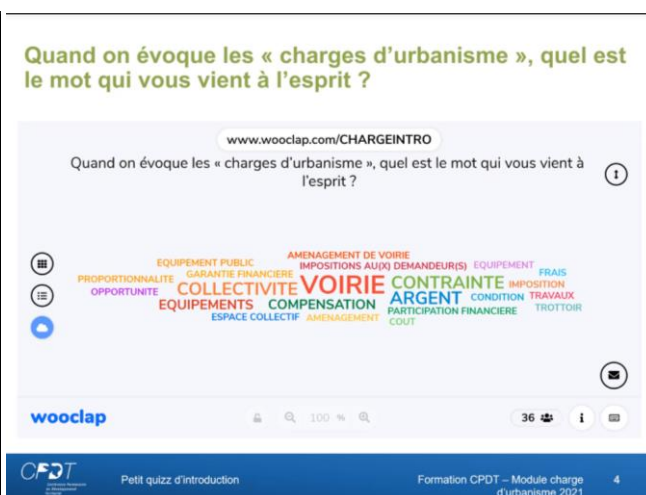 Quand on évoque les « charges d'urbanisme », quel est
le mot qui vous vient à l'esprit ?
www.wooclap.com/CHARGEINTRO
Quand on évoque les « charges d'urbanisme », quel est le mot qui vous vient à
l'esprit ?
AMENAGEMENT DE VOIRIE
EQUIPEMENT PUBLIC
IMPOSITIONS AU(X) DEMANDEUR(S)
EQUIPEMENT
GARANTIE FINANCIERE
FRAIS
PROPORTIONNALITE
COLLECTIVITE
VOIRIE
CONTRAINTE
IMPOSITION
OPPORTUNITE
ARGENT
CONDITION
TRAVAUX
EQUIPEMENTS
COMPENSATION
PARTICIPATION FINANCIERE
TROTTOIR
ESPACE COLLECTIF
AMENAGEMENT
COUT
wooclap
100 %
36
i
CPDT
Petit quizz d'introduction
Formation CPDT – Module charge
d'urbanisme 2021
4